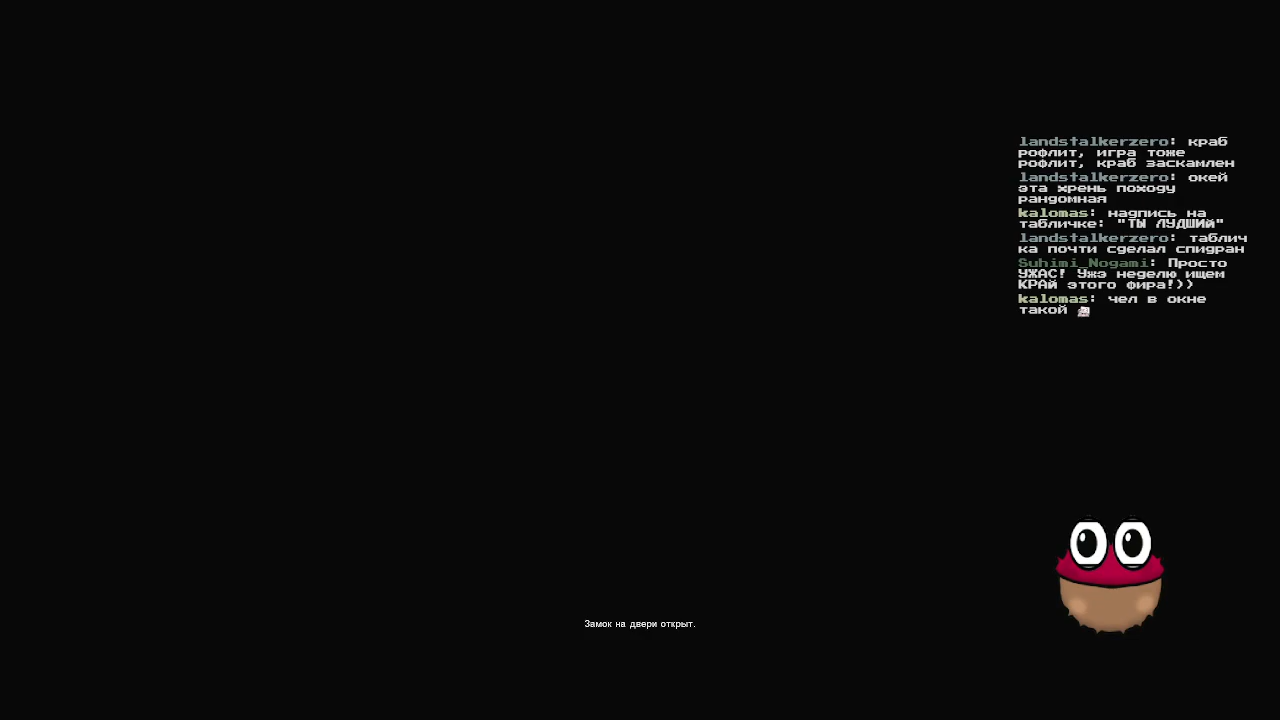 landstalkerzero: краб
рофлит, игра тоже
рофлит, краб заскамлен
landstalkerzero: окей
эта хрень походу
рандомная
kalomas: надпись на
табличке: "ТЫ ЛУДШИЙ"
landstalkerzero: таблич
ка почти сделал спидран
Suhimi_Nogami: Просто
УЖАС! Ужэ неделю ищем
КРАЙ этого фира!))
kalomas: чел в окне
такой
Замок на двери открыт.